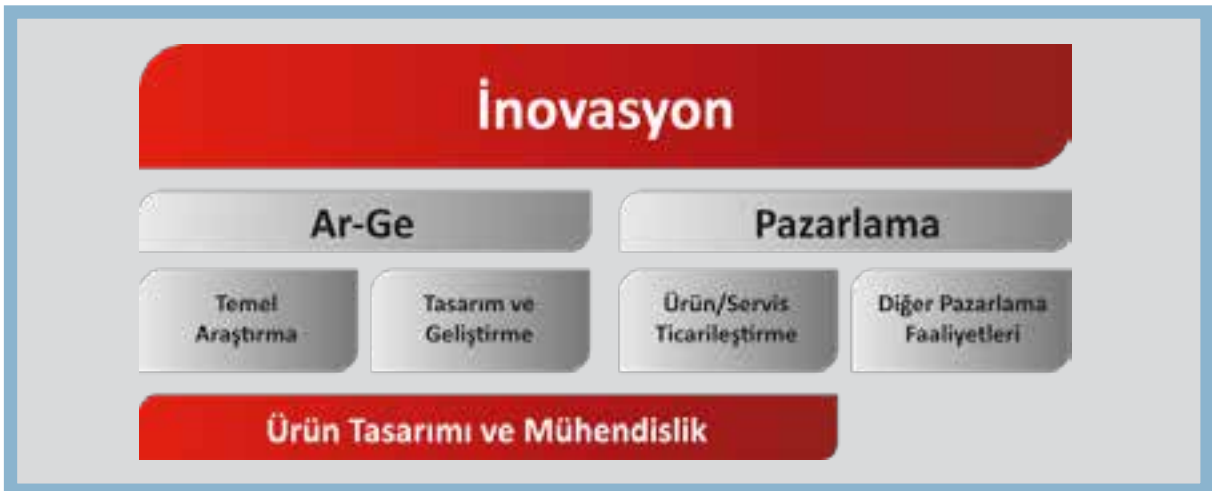 İnovasyon
Ar-Ge
Pazarlama
Temel
Araştırma
Tasarım ve
Geliştirme
Ürün/Servis
Ticarileştirme
Diğer Pazarlama
Faaliyetleri
Ürün Tasarımı ve Mühendislik